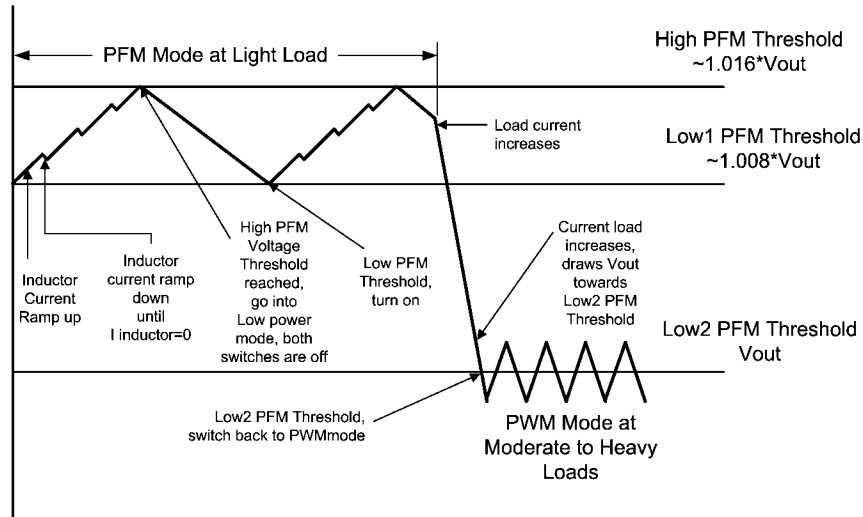 PFM Mode at Light Load
High PFM Threshold
~1.016*Vout
Load current
increases
Low1 PFM Threshold
~1.008*Vout
Inductor
Current
Ramp up
Inductor
current ramp
down
until
I inductor=0
High PFM
Voltage
Threshold
reached,
go into
Low power
mode, both
switches are off
Low PFM
Threshold,
turn on
Current load
increases,
draws Vout
towards
Low2 PFM
Threshold
Low2 PFM Threshold
Vout
Low2 PFM Threshold,
switch back to PWMmode
PWM Mode at
Moderate to Heavy
Loads